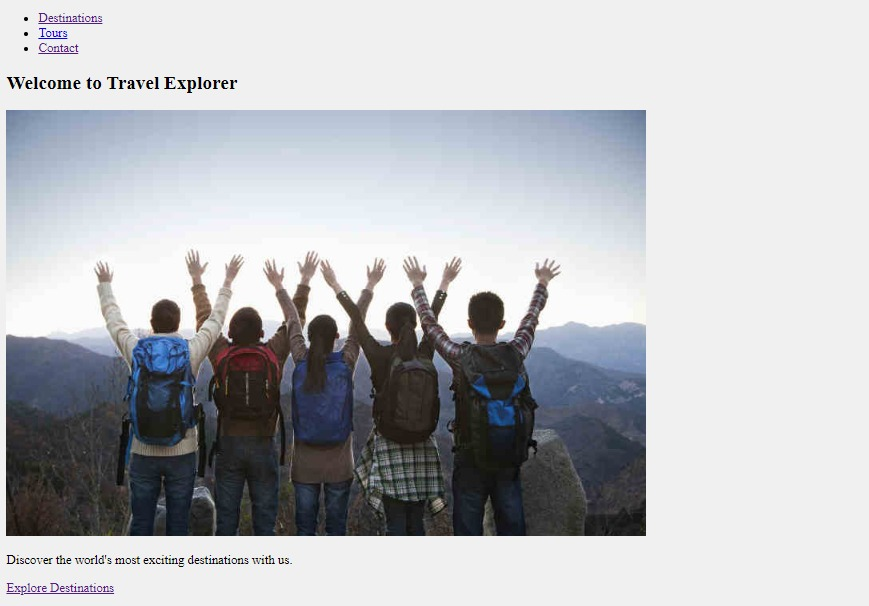 Destinations
Tours
Contact
Welcome to Travel Explorer
Discover the world's most exciting destinations with us.
Explore Destinations